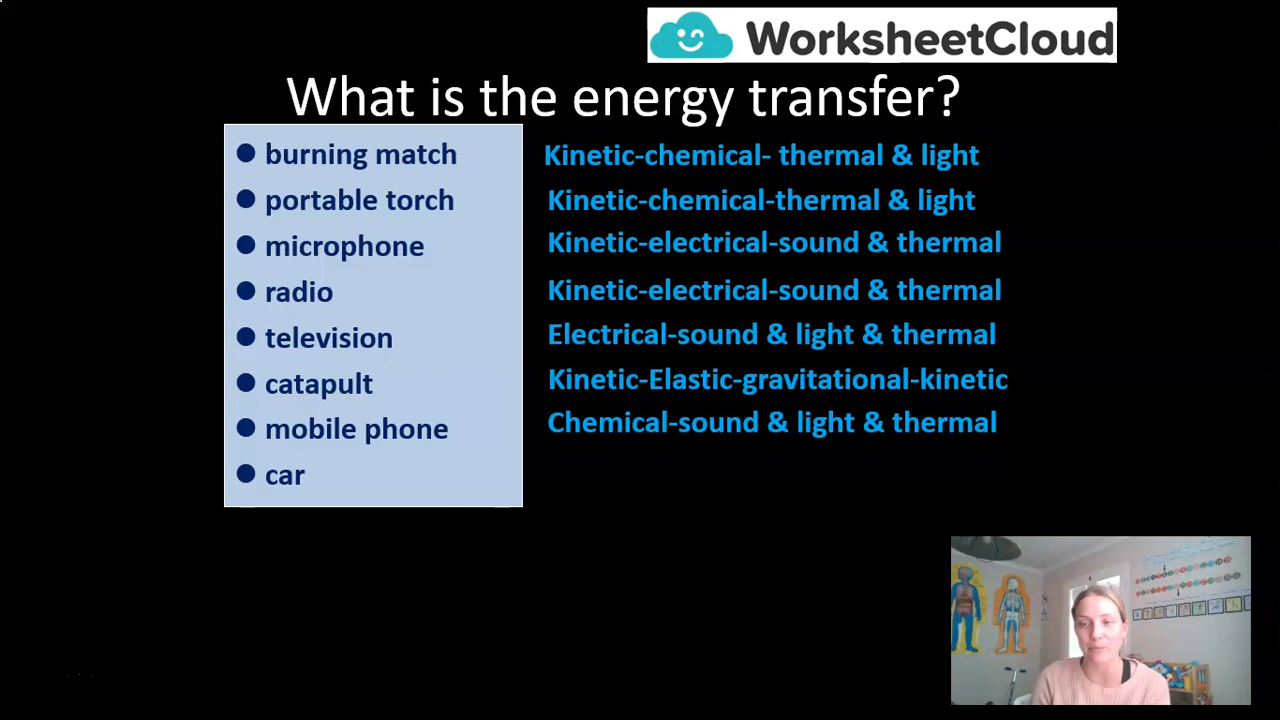 WorksheetCloud
What is the energy transfer?
● burning match
Kinetic-chemical- thermal & light
● portable torch
Kinetic-chemical-thermal & light
● microphone
Kinetic-electrical-sound & thermal
● radio
Kinetic-electrical-sound & thermal
● television
Electrical-sound & light & thermal
● catapult
Kinetic-Elastic-gravitational-kinetic
● mobile phone
Chemical-sound & light & thermal
● car